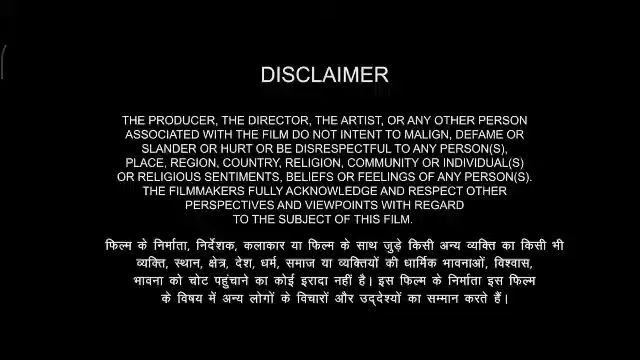 DISCLAIMER
THE PRODUCER, THE DIRECTOR, THE ARTIST, OR ANY OTHER PERSON
ASSOCIATED WITH THE FILM DO NOT INTENT TO MALIGN, DEFAME OR
SLANDER OR HURT OR BE DISRESPECTFUL TO ANY PERSON(S),
PLACE, REGION, COUNTRY, RELIGION, COMMUNITY OR INDIVIDUAL(S)
OR RELIGIOUS SENTIMENTS, BELIEFS OR FEELINGS OF ANY PERSON(S).
THE FILMMAKERS FULLY ACKNOWLEDGE AND RESPECT OTHER
PERSPECTIVES AND VIEWPOINTS WITH REGARD
TO THE SUBJECT OF THIS FILM.
फिल्म के निर्माता, निर्देशक, कलाकार या फिल्म के साथ जुड़े किसी अन्य व्यक्ति का किसी भी
व्यक्ति, स्थान, क्षेत्र, देश, धर्म, समाज या व्यक्तियों की धार्मिक भावनाओं, विश्वास,
भावना को चोट पहुंचाने का कोई इरादा नहीं है। इस फिल्म के निर्माता इस फिल्म
के विषय में अन्य लोगों के विचारों और उद्देश्यों का सम्मान करते हैं।